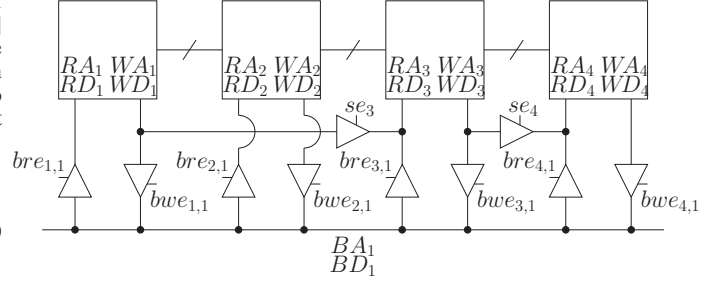 RA₁ WA₁ RA₂ WA₂ RA₃ WA₃ RA₄ WA₄
RD₁ WD₁ RD₂ WD₂ RD₃ WD₃ RD₄ WD₄
se₃ se₄
bre₁,₁ bre₂,₁ bre₃,₁ bre₄,₁
bwe₁,₁ bwe₂,₁ bwe₃,₁ bwe₄,₁
BA₁
BD₁